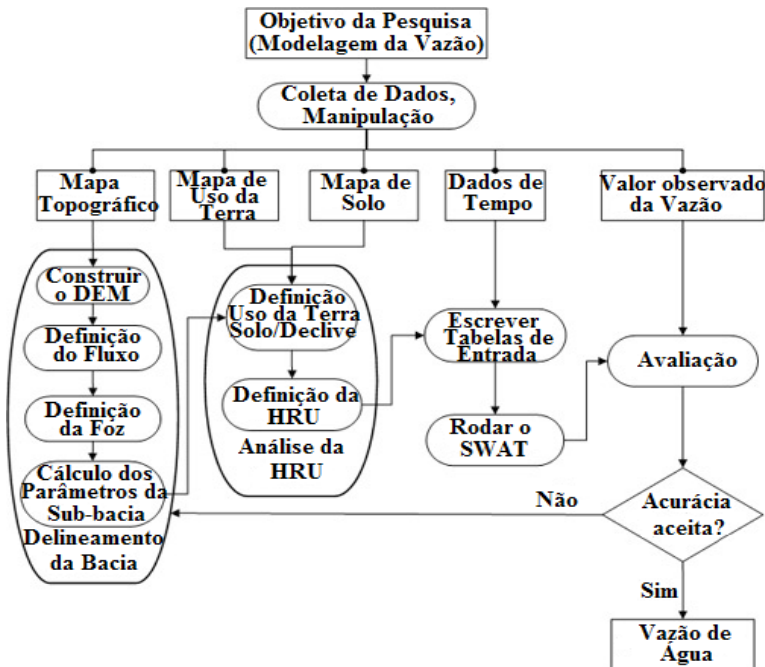 Objetivo da Pesquisa
(Modelagem da Vazão)
Coleta de Dados,
Manipulação
Mapa
Topográfico
Mapa de
Uso da
Terra
Mapa de
Solo
Dados de
Tempo
Valor observado
da Vazão
Construir
o DEM
Definição
do Fluxo
Definição
da Foz
Cálculo dos
Parâmetros da
Sub-bacia
Delineamento
da Bacia
Definição
Uso da Terra
Solo/Declive
Definição da
HRU
Análise da
HRU
Escrever
Tabelas de
Entrada
Rodar o
SWAT
Avaliação
Acurácia
aceita?
Não
Sim
Vazão de
Água